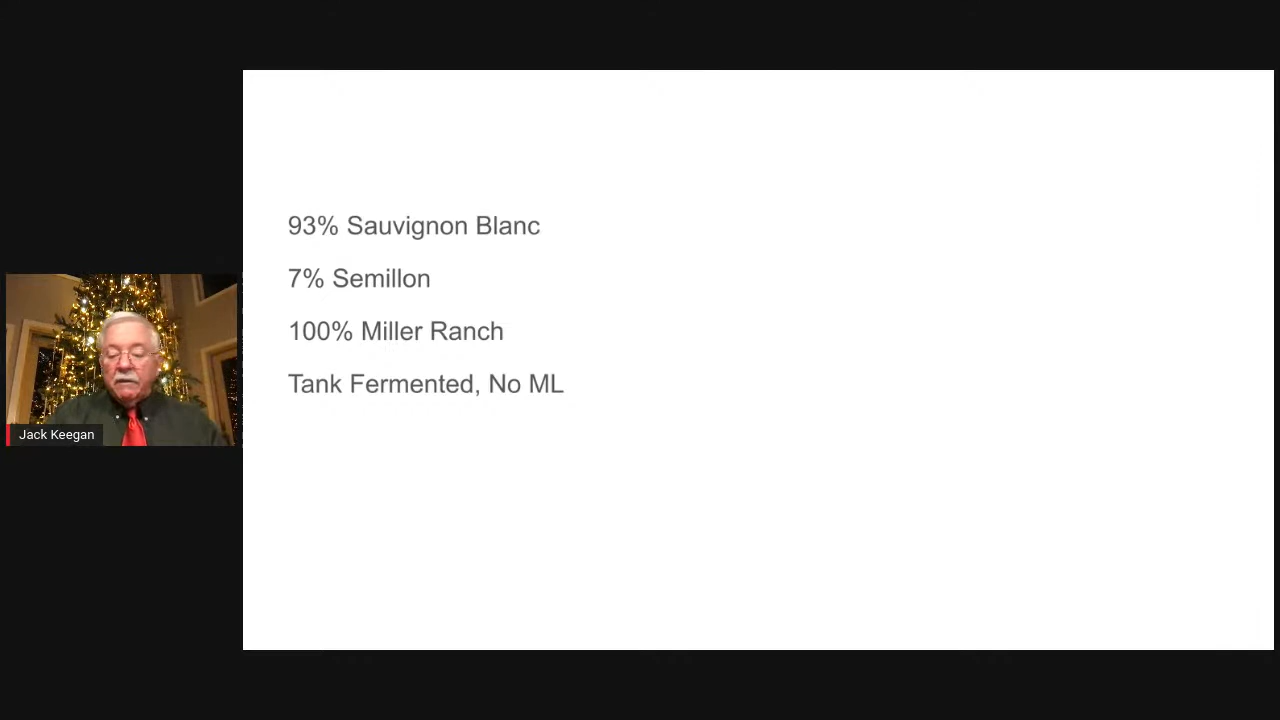 93% Sauvignon Blanc
7% Semillon
100% Miller Ranch
Tank Fermented, No ML
Jack Keegan